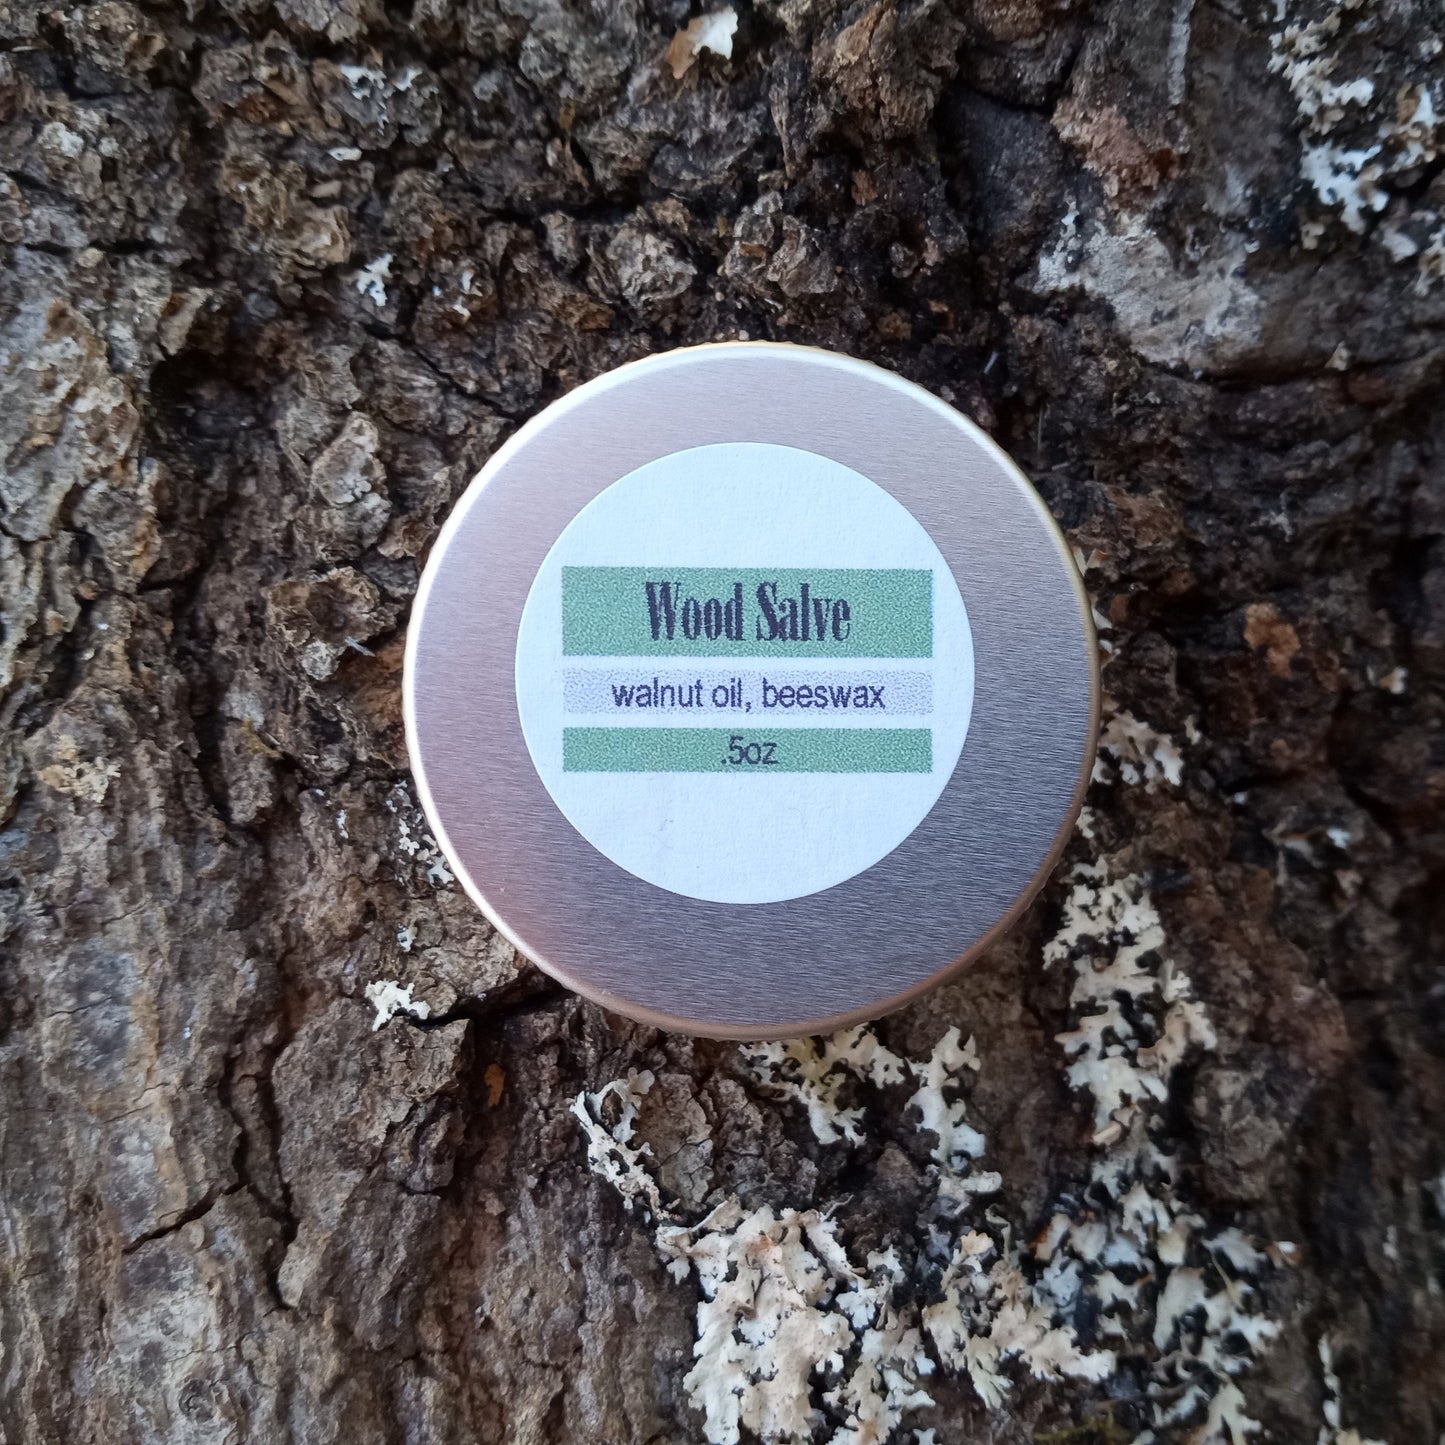 Wood Salve
walnut oil, beeswax
.5oz